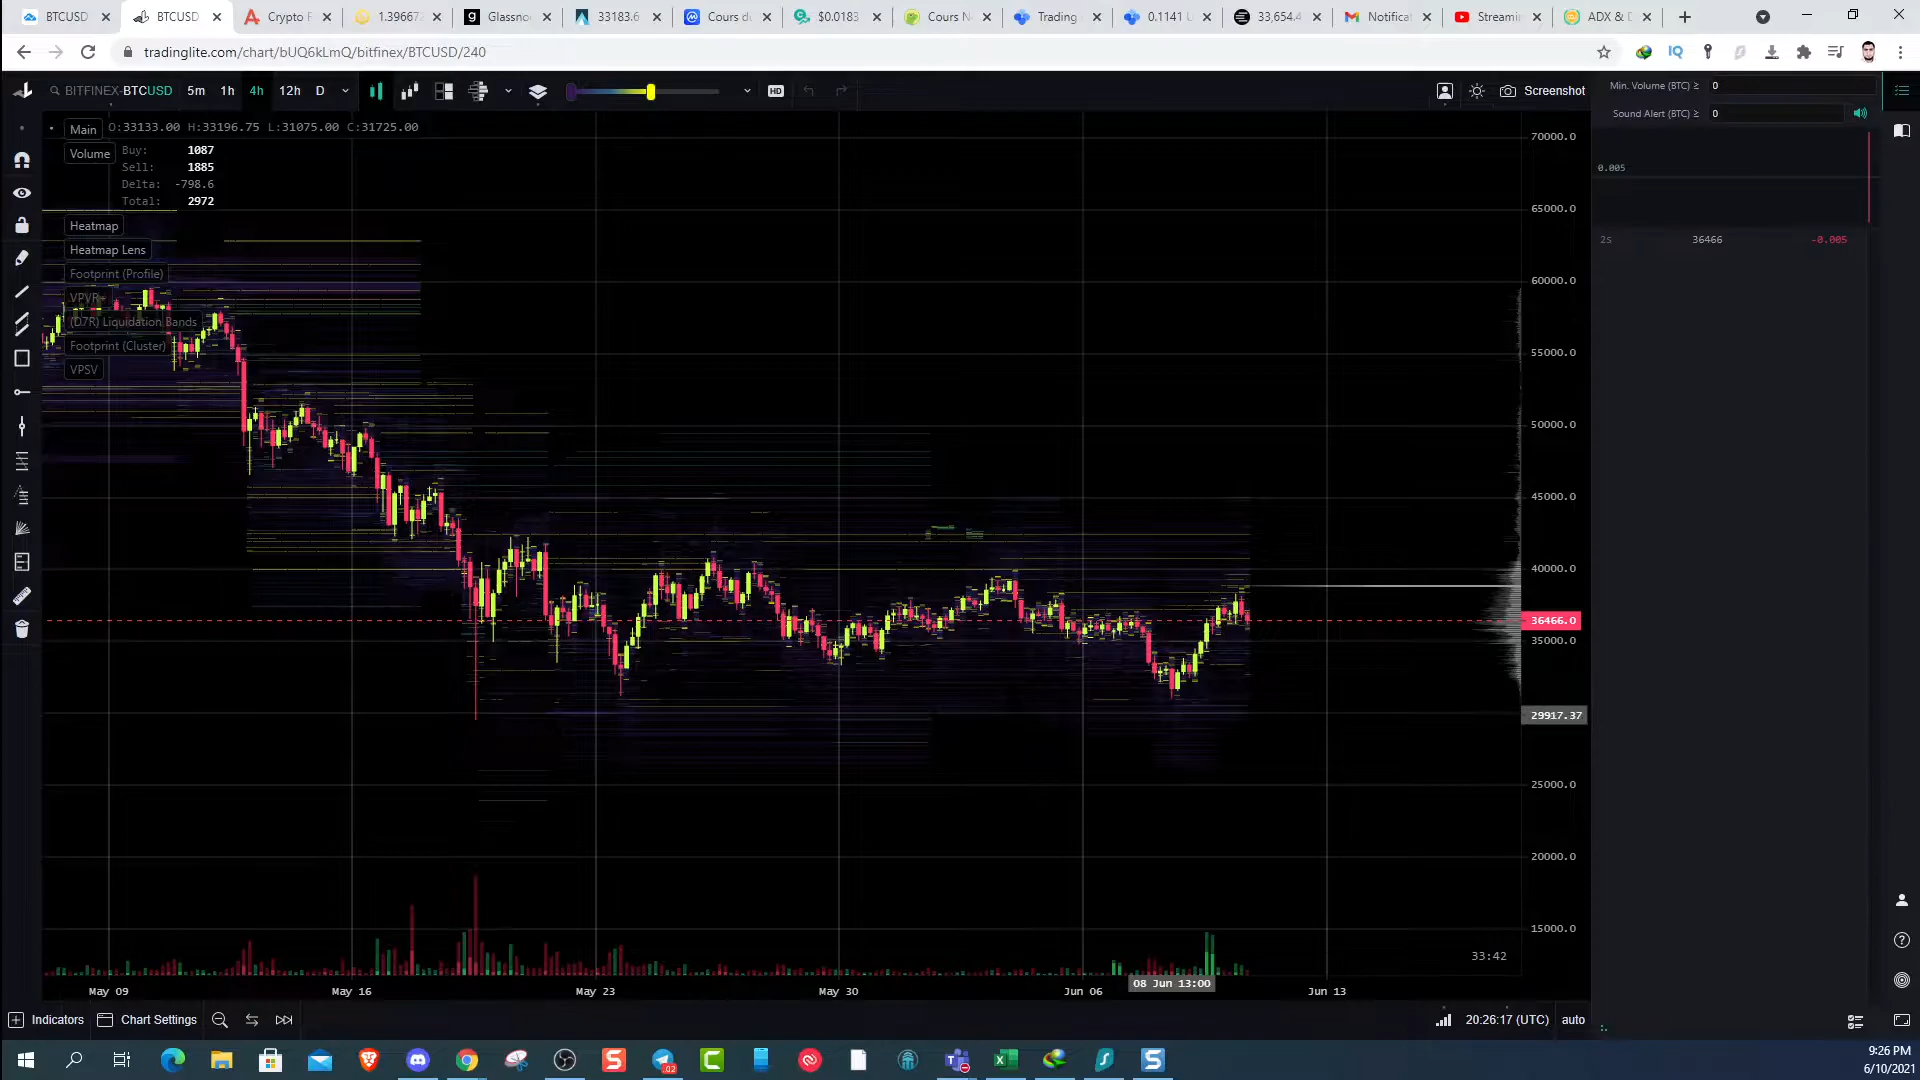 BTCUSD
BTCUSD
Crypto F
1.39667
Glassno
33183.6
Cours du
$0.0183
Cours N
Trading
0.1141 U
33,654.4
Notifica
Streami
ADX & D
tradinglite.com/chart/bUQ6kLmQ/bitfinex/BTCUSD/240
BITFINEX-BTCUSD 5m 1h 4h 12h D HD Screenshot
Min. Volume (BTC) ≥ 0
Sound Alert (BTC) ≥ 0
0.005
2s 36466 -0.005
Main O:33133.00 H:33196.75 L:31075.00 C:31725.00
Volume Buy: 1087
Sell: 1885
Delta: -798.6
Total: 2972
Heatmap
Heatmap Lens
Footprint (Profile)
VPVR
(D7R) Liquidation Bands
Footprint (Cluster)
VPSV
70000.0
65000.0
60000.0
55000.0
50000.0
45000.0
40000.0
36466.0
35000.0
29917.37
25000.0
20000.0
15000.0
33:42
May 09 May 16 May 23 May 30 Jun 06 08 Jun 13:00 Jun 13
Indicators Chart Settings 20:26:17 (UTC) auto
9:26 PM
6/10/2021